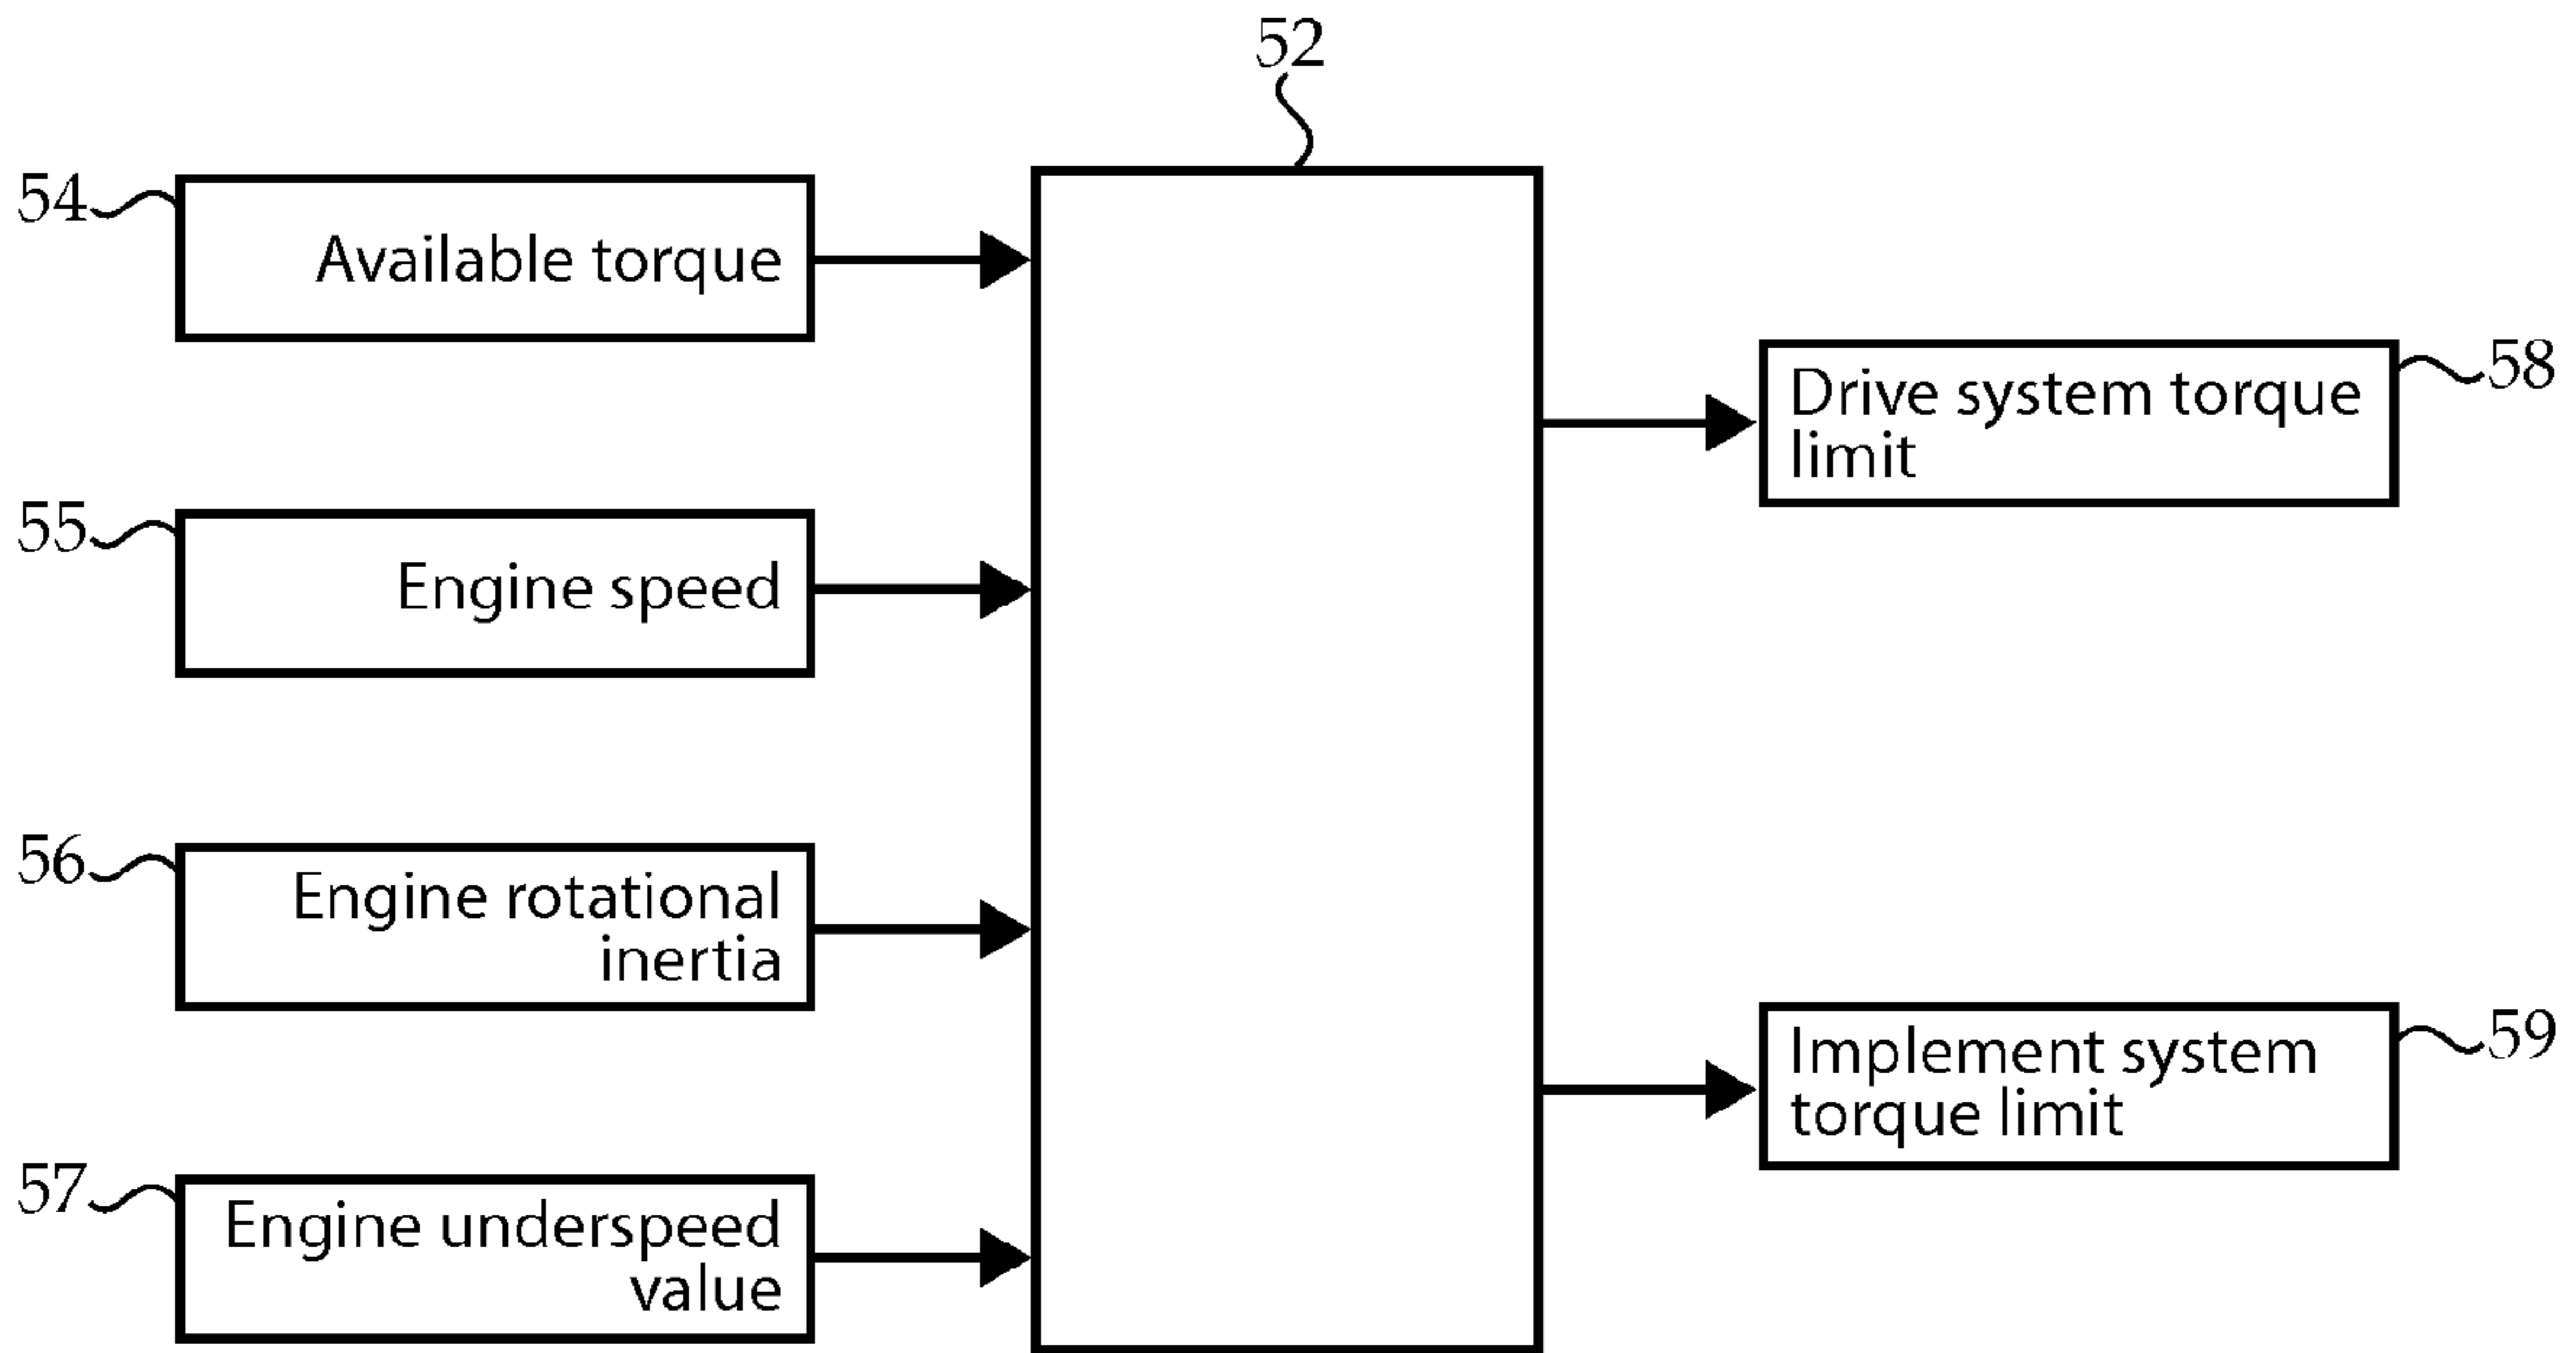 52
54
Available torque
55
Engine speed
56
Engine rotational
inertia
57
Engine underspeed
value
Drive system torque
limit
58
Implement system
torque limit
59